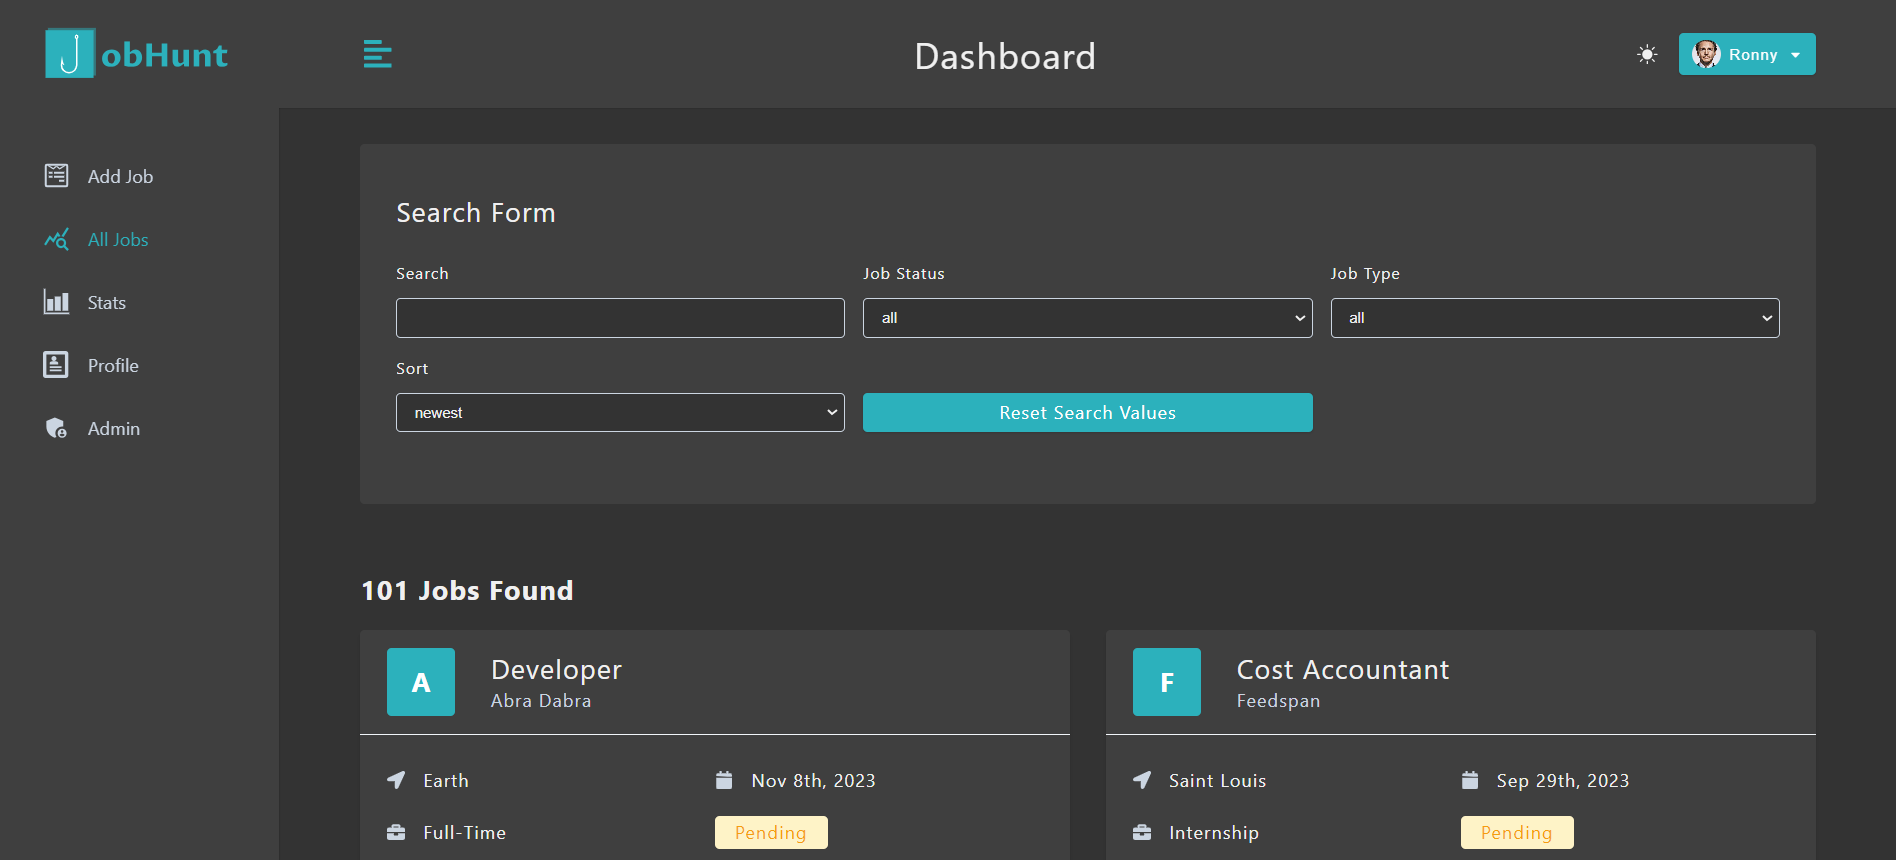 JobHunt
Dashboard
Ronny
Add Job
All Jobs
Stats
Profile
Admin
Search Form
Search
Job Status
Job Type
all
all
Sort
newest
Reset Search Values
101 Jobs Found
A
Developer
Abra Dabra
Earth
Nov 8th, 2023
Full-Time
Pending
F
Cost Accountant
Feedspan
Saint Louis
Sep 29th, 2023
Internship
Pending